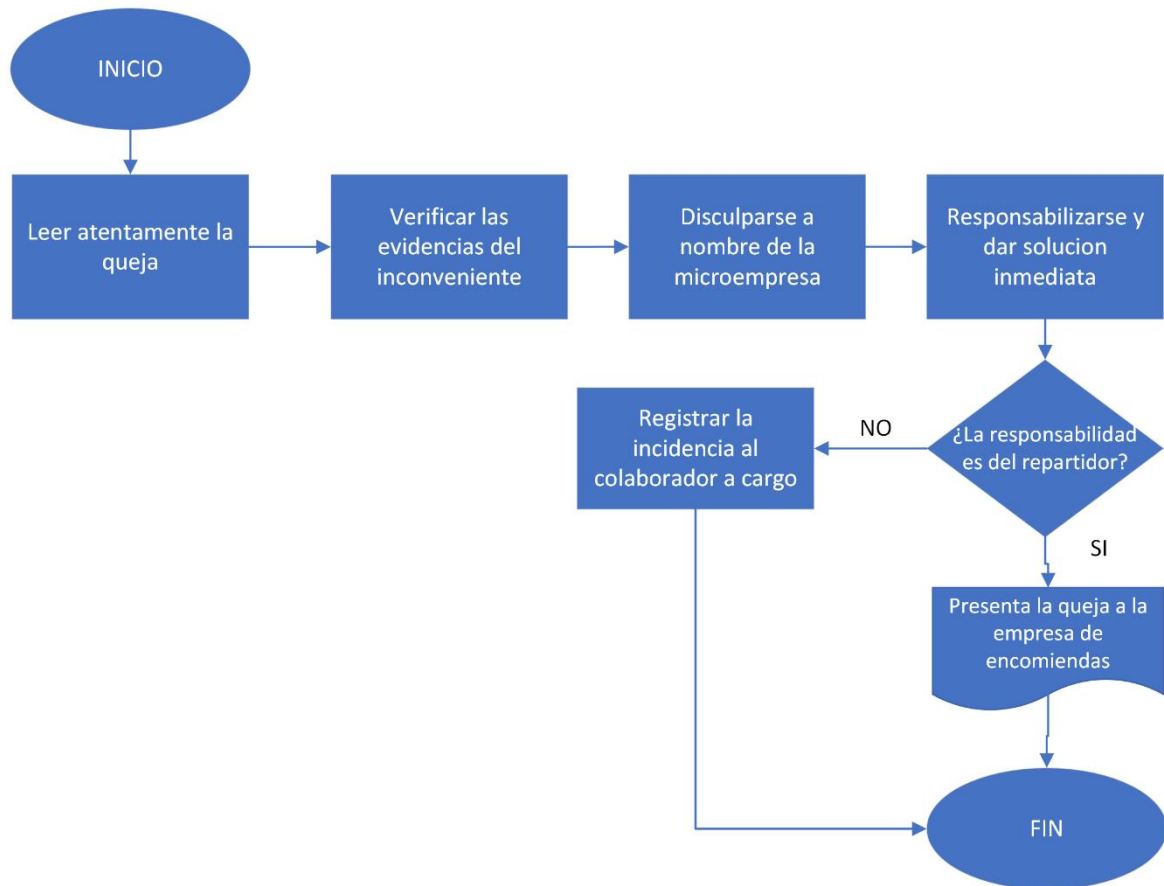 INICIO
Leer atentamente la
queja
Verificar las
evidencias del
inconveniente
Disculparse a
nombre de la
microempresa
Responsabilizarse y
dar solucion
inmediata
¿La responsabilidad
es del repartidor?
NO
Registrar la
incidencia al
colaborador a cargo
SI
Presenta la queja a la
empresa de
encomiendas
FIN